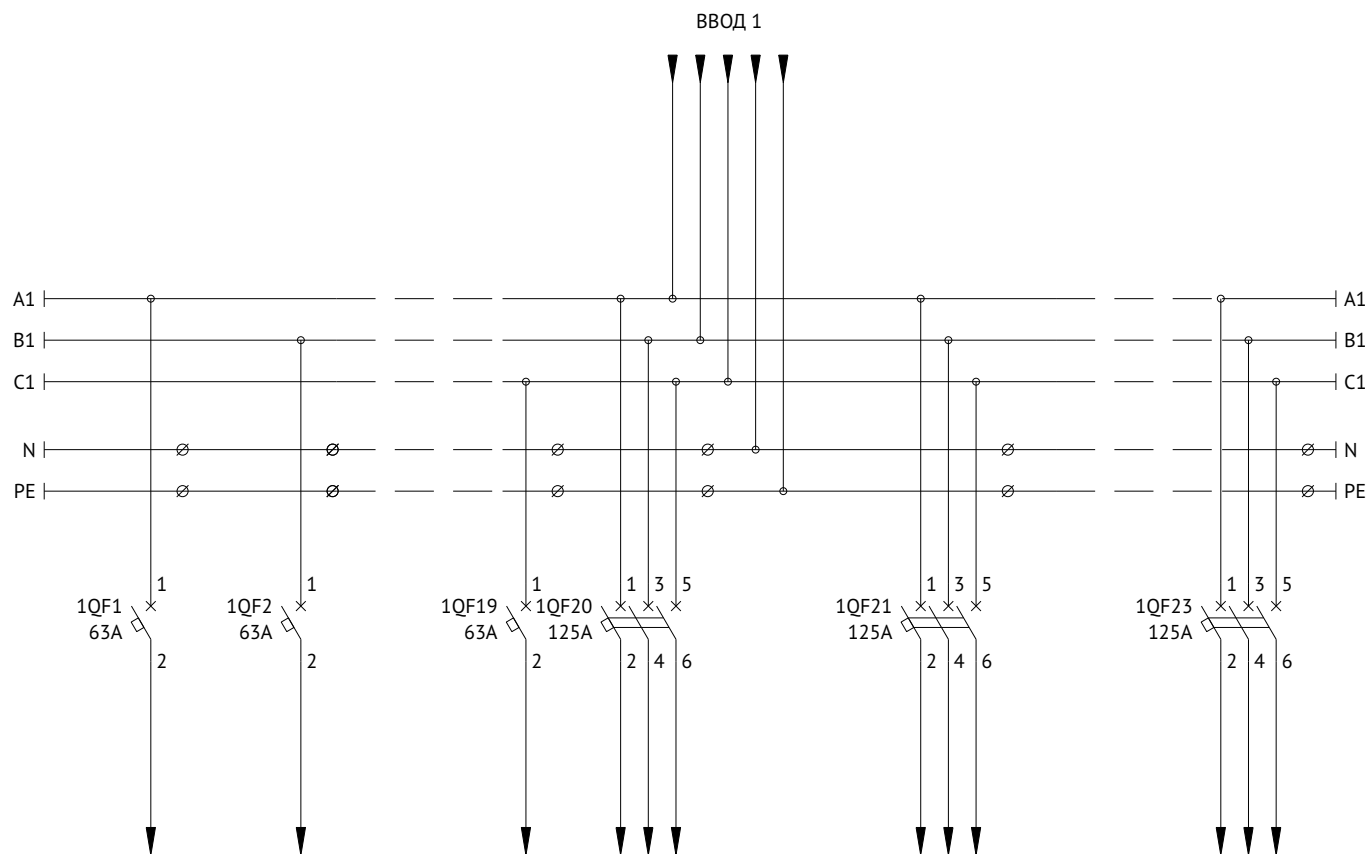 ВВОД 1
A1 A1
B1 B1
C1 C1
N N
PE PE
1 1 1 1 3 5 1 3 5 1 3 5
1QF1 1QF2 1QF19 1QF20 1QF21 1QF23
63A 63A 63A 125A 125A 125A
2 2 2 2 4 6 2 4 6 2 4 6